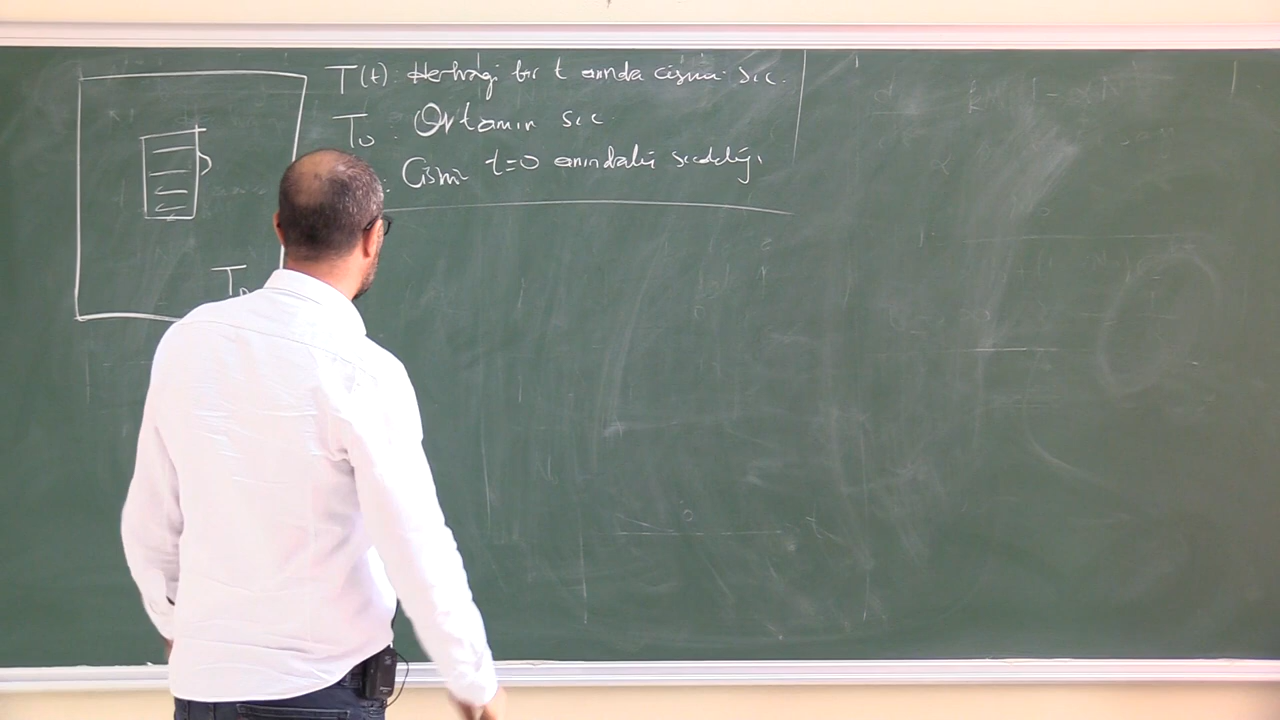 T(t): Herhangi bir t anında cismin sıc.
T₀ : Ortamın sıc
: Cismin t=0 anındaki sıcaklığı.
T₀